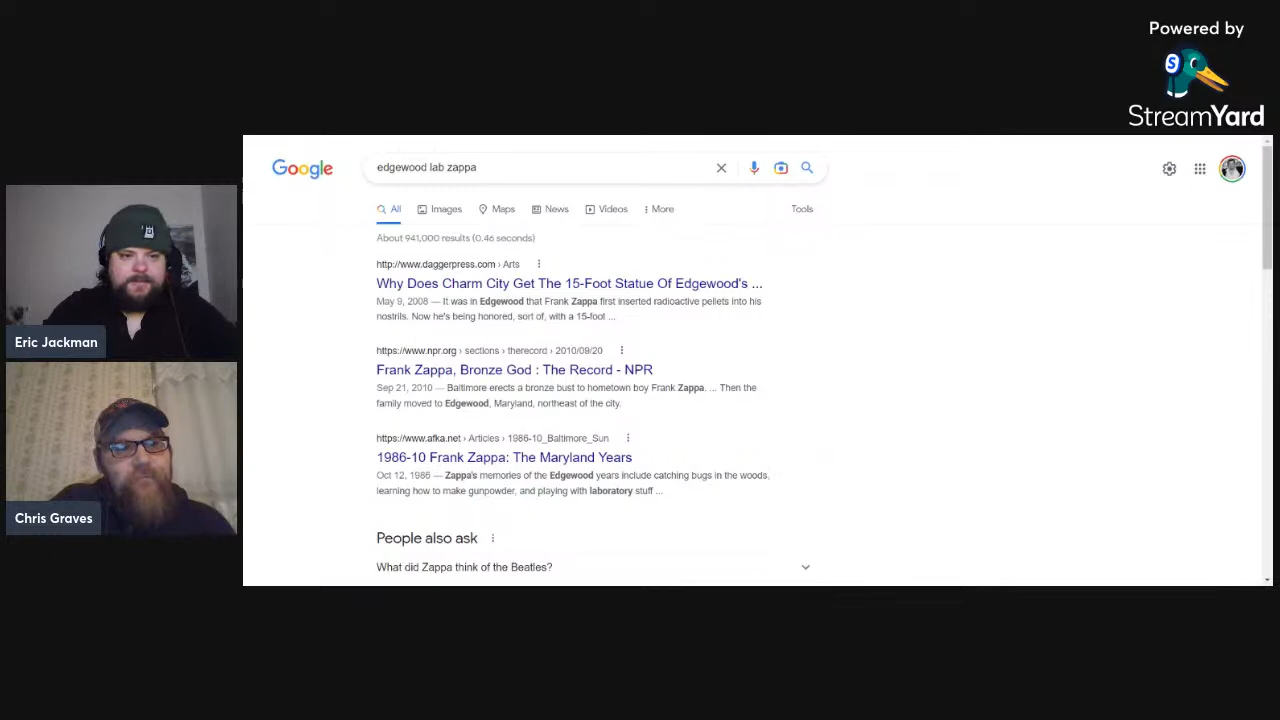 Powered by
StreamYard
Google
edgewood lab zappa
All Images Maps News Videos More Tools
About 941,000 results (0.46 seconds)
http://www.daggerpress.com › Arts
Why Does Charm City Get The 15-Foot Statue Of Edgewood's ...
May 9, 2008 — It was in Edgewood that Frank Zappa first inserted radioactive pellets into his
nostrils. Now he's being honored, sort of, with a 15-foot ...
https://www.npr.org › sections › therecord › 2010/09/20
Frank Zappa, Bronze God : The Record - NPR
Sep 21, 2010 — Baltimore erects a bronze bust to hometown boy Frank Zappa. ... Then the
family moved to Edgewood, Maryland, northeast of the city.
https://www.afka.net › Articles › 1986-10_Baltimore_Sun
1986-10 Frank Zappa: The Maryland Years
Oct 12, 1986 — Zappa's memories of the Edgewood years include catching bugs in the woods,
learning how to make gunpowder, and playing with laboratory stuff ...
People also ask
What did Zappa think of the Beatles?
Eric Jackman
Chris Graves